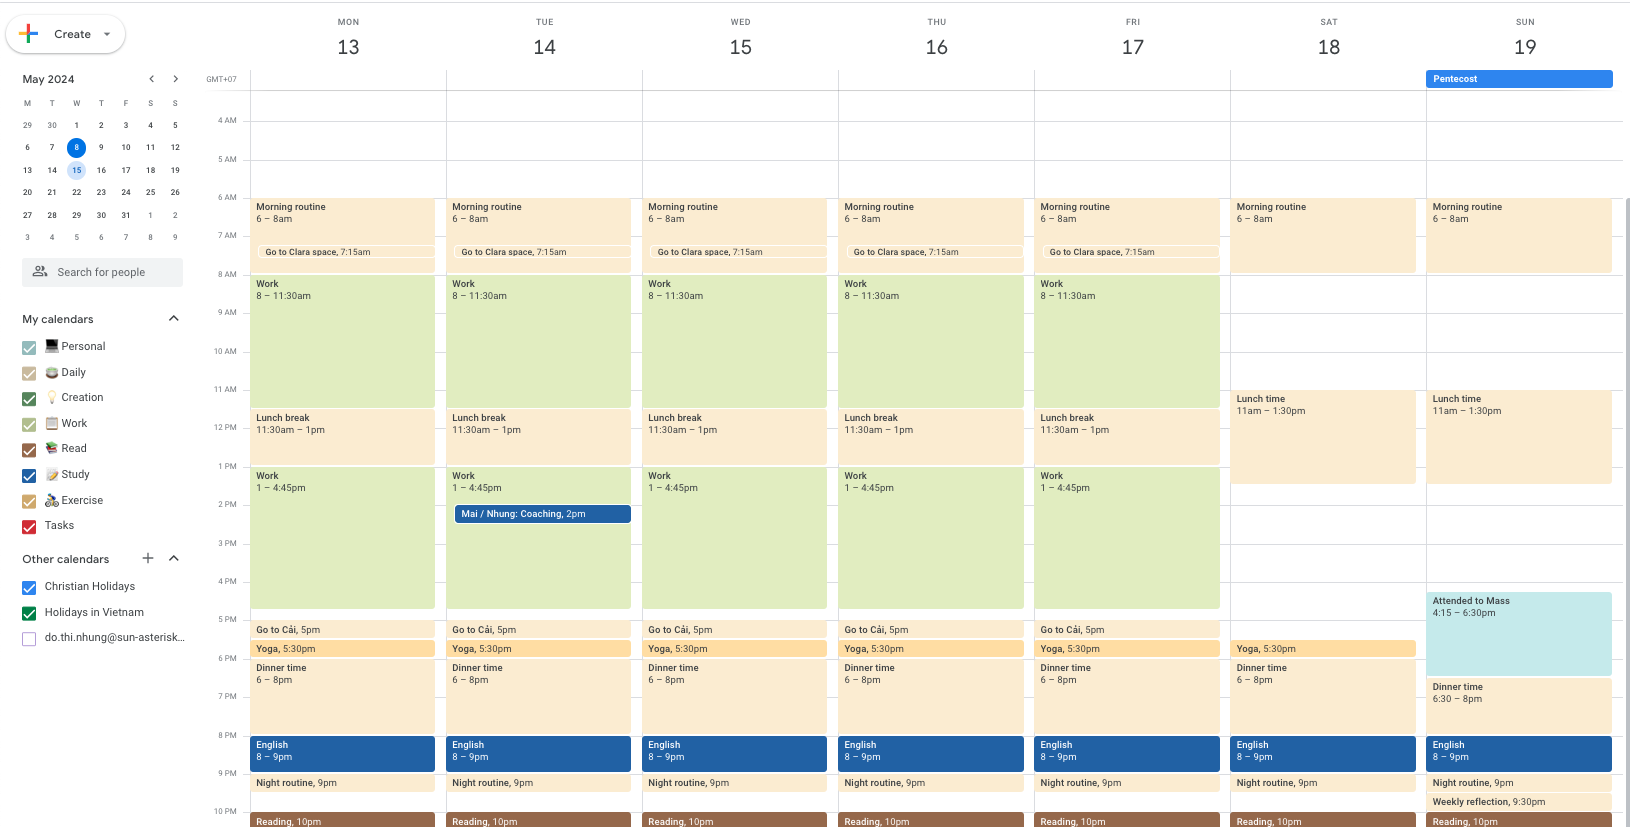 Create
MON
13
TUE
14
WED
15
THU
16
FRI
17
SAT
18
SUN
19
May 2024
M T W T F S S
29 30 1 2 3 4 5
6 7 8 9 10 11 12
13 14 15 16 17 18 19
20 21 22 23 24 25 26
27 28 29 30 31 1 2
3 4 5 6 7 8 9
Search for people
My calendars
Personal
Daily
Creation
Work
Read
Study
Exercise
Tasks
Other calendars
Christian Holidays
Holidays in Vietnam
do.thi.nhung@sun-asterisk...
GMT+07
4 AM
5 AM
6 AM
7 AM
8 AM
9 AM
10 AM
11 AM
12 PM
1 PM
2 PM
3 PM
4 PM
5 PM
6 PM
7 PM
8 PM
9 PM
10 PM
Morning routine
6 – 8am
Go to Clara space, 7:15am
Work
8 – 11:30am
Lunch break
11:30am – 1pm
Work
1 – 4:45pm
Go to Cải, 5pm
Yoga, 5:30pm
Dinner time
6 – 8pm
English
8 – 9pm
Night routine, 9pm
Reading, 10pm
Morning routine
6 – 8am
Go to Clara space, 7:15am
Work
8 – 11:30am
Lunch break
11:30am – 1pm
Work
1 – 4:45pm
Mai / Nhung: Coaching, 2pm
Go to Cải, 5pm
Yoga, 5:30pm
Dinner time
6 – 8pm
English
8 – 9pm
Night routine, 9pm
Reading, 10pm
Morning routine
6 – 8am
Go to Clara space, 7:15am
Work
8 – 11:30am
Lunch break
11:30am – 1pm
Work
1 – 4:45pm
Go to Cải, 5pm
Yoga, 5:30pm
Dinner time
6 – 8pm
English
8 – 9pm
Night routine, 9pm
Reading, 10pm
Morning routine
6 – 8am
Go to Clara space, 7:15am
Work
8 – 11:30am
Lunch break
11:30am – 1pm
Work
1 – 4:45pm
Go to Cải, 5pm
Yoga, 5:30pm
Dinner time
6 – 8pm
English
8 – 9pm
Night routine, 9pm
Reading, 10pm
Morning routine
6 – 8am
Go to Clara space, 7:15am
Work
8 – 11:30am
Lunch break
11:30am – 1pm
Work
1 – 4:45pm
Go to Cải, 5pm
Yoga, 5:30pm
Dinner time
6 – 8pm
English
8 – 9pm
Night routine, 9pm
Reading, 10pm
Morning routine
6 – 8am
Lunch time
11am – 1:30pm
Yoga, 5:30pm
Dinner time
6 – 8pm
English
8 – 9pm
Night routine, 9pm
Reading, 10pm
Pentecost
Morning routine
6 – 8am
Lunch time
11am – 1:30pm
Attended to Mass
4:15 – 6:30pm
Dinner time
6:30 – 8pm
English
8 – 9pm
Night routine, 9pm
Weekly reflection, 9:30pm
Reading, 10pm